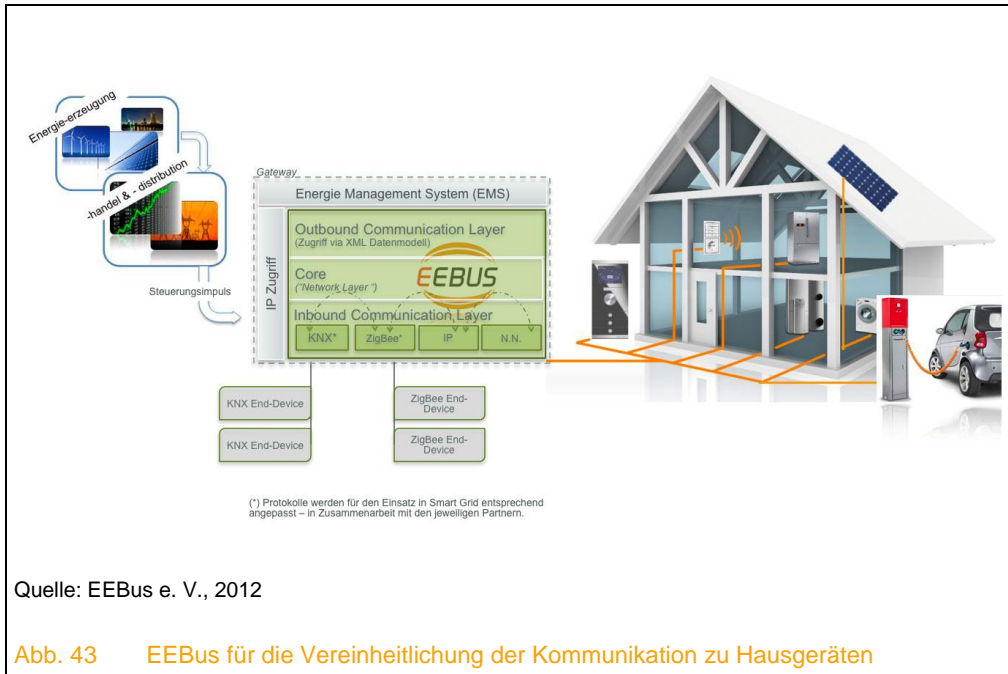 Energie-erzeugung
-handel & - distribution
Steuerungsimpuls
Gateway
Energie Management System (EMS)
IP Zugriff
Outbound Communication Layer
(Zugriff via XML Datenmodell)
Core
("Network Layer ")
EEBUS
Inbound Communication Layer
KNX*
ZigBee*
IP
N.N.
KNX End-Device
ZigBee End-
Device
KNX End-Device
ZigBee End-
Device
(*) Protokolle werden für den Einsatz in Smart Grid entsprechend
angepasst – in Zusammenarbeit mit den jeweiligen Partnern.
Quelle: EEBus e. V., 2012
Abb. 43 EEBus für die Vereinheitlichung der Kommunikation zu Hausgeräten